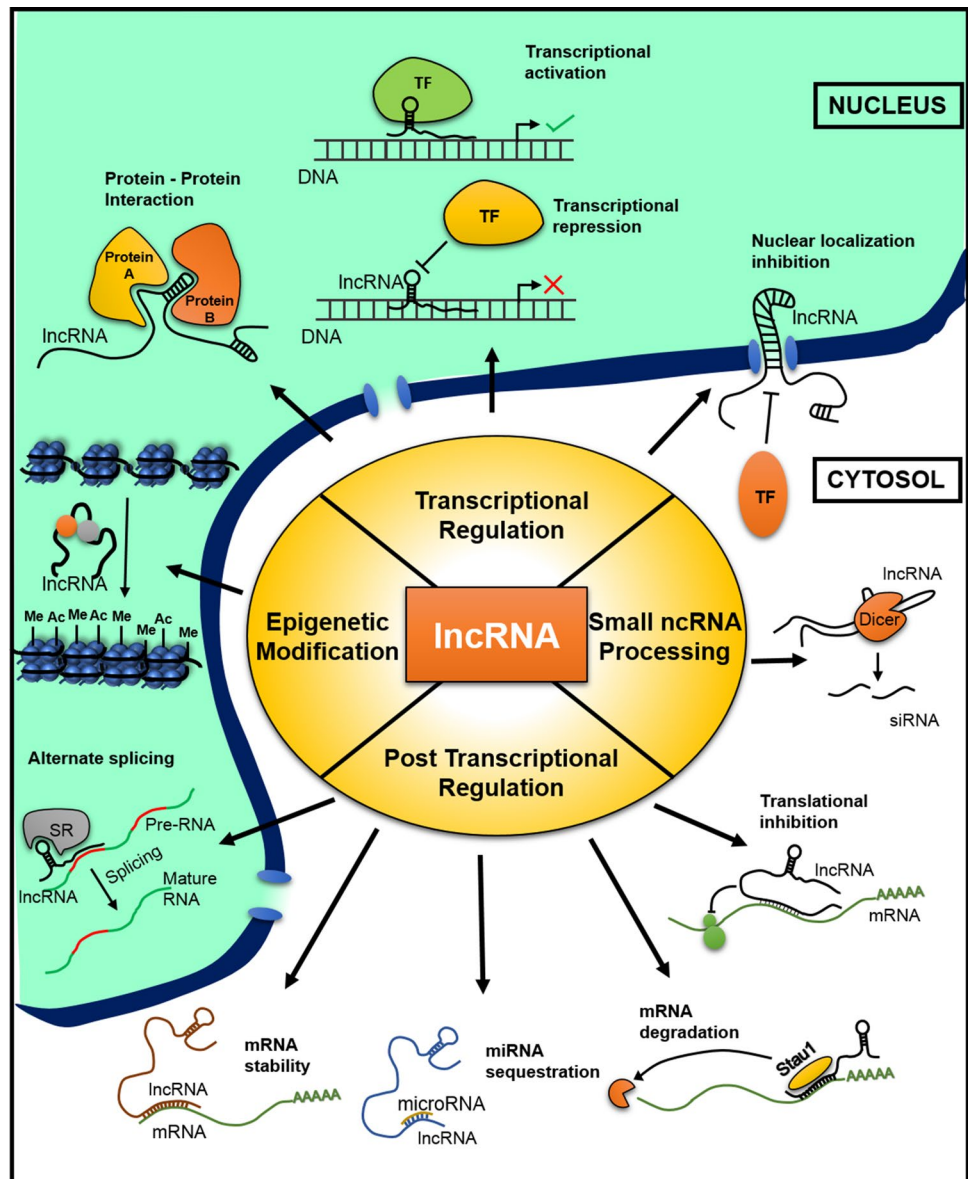 Transcriptional
activation
TF
NUCLEUS
DNA
Protein - Protein
Interaction
Protein
A
Protein
B
lncRNA
TF
Transcriptional
repression
lncRNA
DNA
Nuclear localization
inhibition
lncRNA
TF
CYTOSOL
lncRNA
Me Ac Me Ac Me Me Ac Me
Transcriptional
Regulation
Epigenetic
Modification
lncRNA
Small ncRNA
Processing
Post Transcriptional
Regulation
lncRNA
Dicer
siRNA
Alternate splicing
SR
Pre-RNA
lncRNA
Splicing
Mature
RNA
Translational
inhibition
lncRNA
AAAAA
mRNA
mRNA
stability
lncRNA
mRNA
AAAAA
miRNA
sequestration
microRNA
lncRNA
mRNA
degradation
Stau1
AAAAA